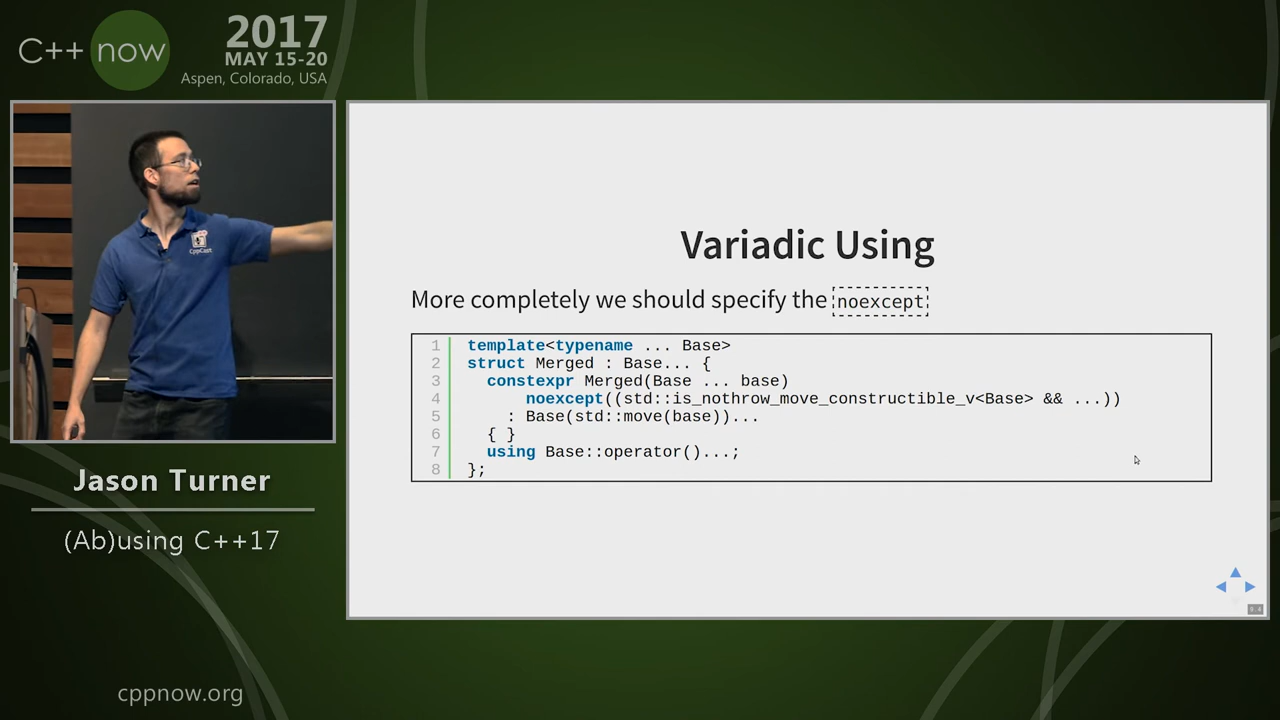 C++ now
2017
MAY 15-20
Aspen, Colorado, USA
CppCast
Jason Turner
(Ab)using C++17
cppnow.org
Variadic Using
More completely we should specify the noexcept
1 template<typename ... Base>
2 struct Merged : Base... {
3   constexpr Merged(Base ... base)
4       noexcept((std::is_nothrow_move_constructible_v<Base> && ...))
5     : Base(std::move(base))...
6   { }
7   using Base::operator()...;
8 };